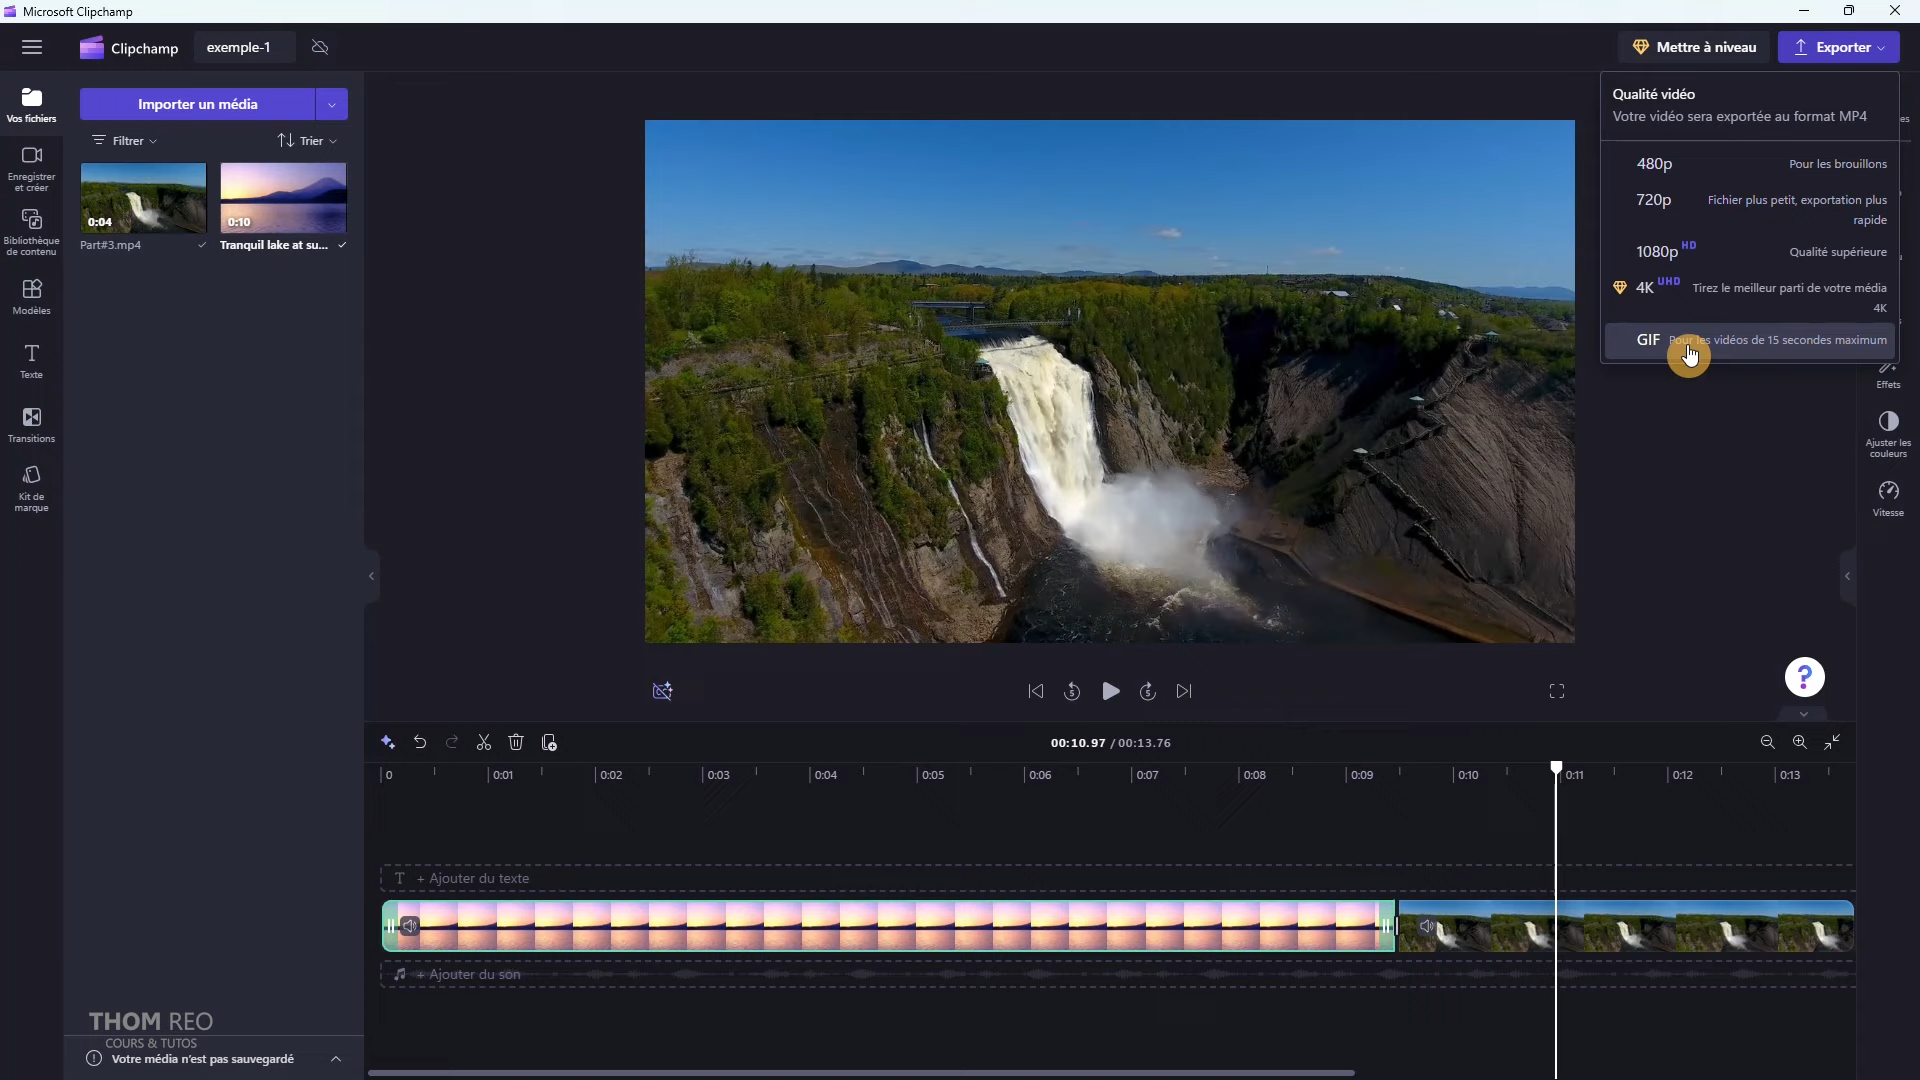 Microsoft Clipchamp
Clipchamp
exemple-1
Mettre à niveau
Exporter
Vos fichiers
Enregistrer
et créer
Bibliothèque
de contenu
Modèles
Texte
Transitions
Kit de
marque
Importer un média
Filtrer
Trier
0:04
0:10
Part#3.mp4
Tranquil lake at su...
Qualité vidéo
Votre vidéo sera exportée au format MP4
480p Pour les brouillons
720p Fichier plus petit, exportation plus
rapide
1080p HD Qualité supérieure
4K UHD Tirez le meilleur parti de votre média
4K
GIF Pour les vidéos de 15 secondes maximum
Effets
Ajuster les
couleurs
Vitesse
?
5
5
00:10.97 / 00:13.76
0 0:01 0:02 0:03 0:04 0:05 0:06 0:07 0:08 0:09 0:10 0:11 0:12 0:13
T + Ajouter du texte
+ Ajouter du son
THOM REO
COURS & TUTOS
Votre média n'est pas sauvegardé